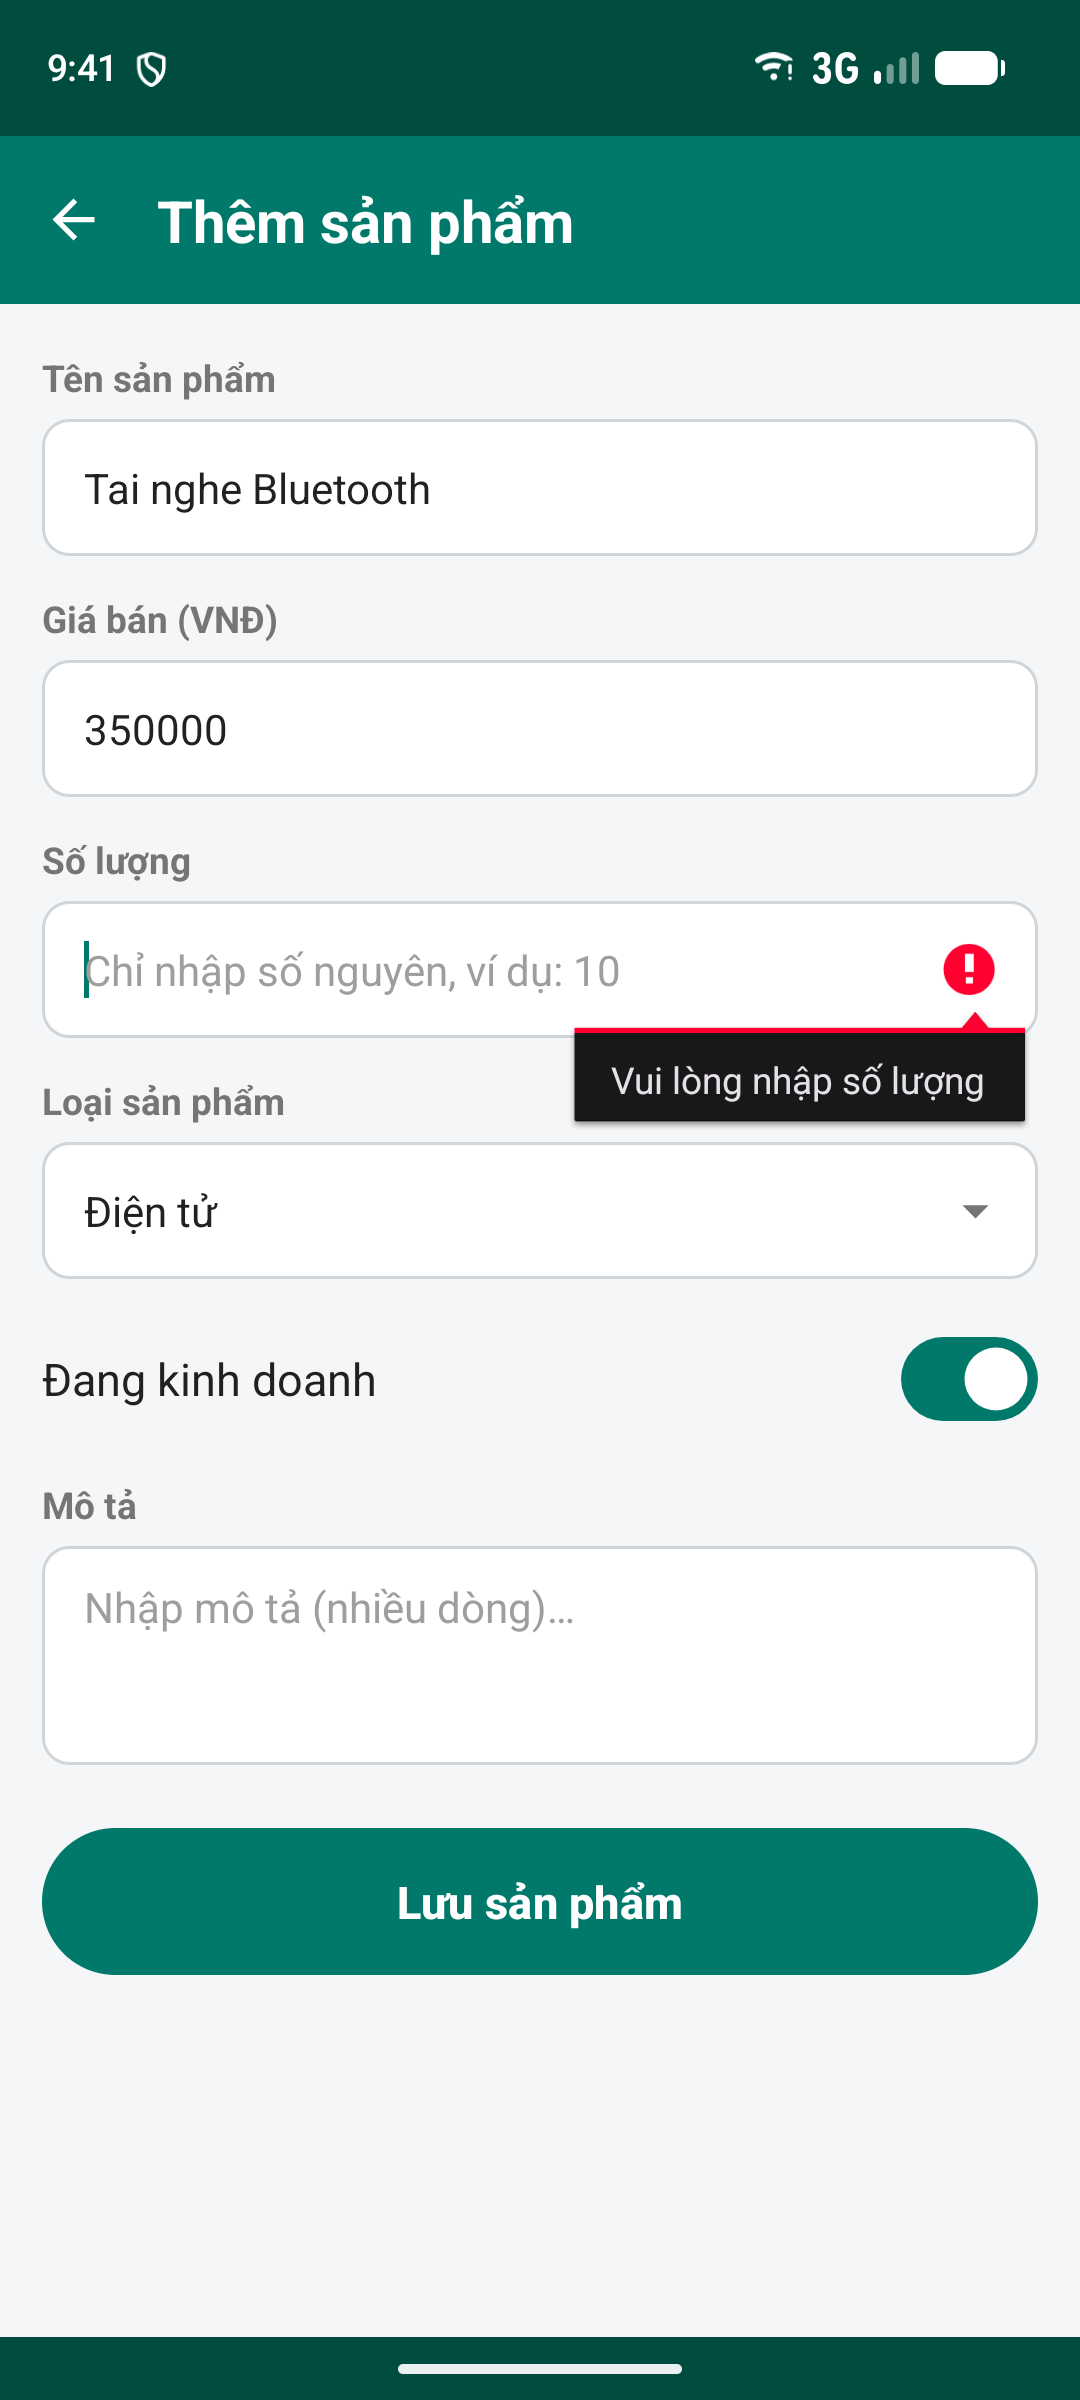 9:41
3G
Thêm sản phẩm
Tên sản phẩm
Tai nghe Bluetooth
Giá bán (VNĐ)
350000
Số lượng
Chỉ nhập số nguyên, ví dụ: 10
Vui lòng nhập số lượng
Loại sản phẩm
Điện tử
Đang kinh doanh
Mô tả
Nhập mô tả (nhiều dòng)...
Lưu sản phẩm